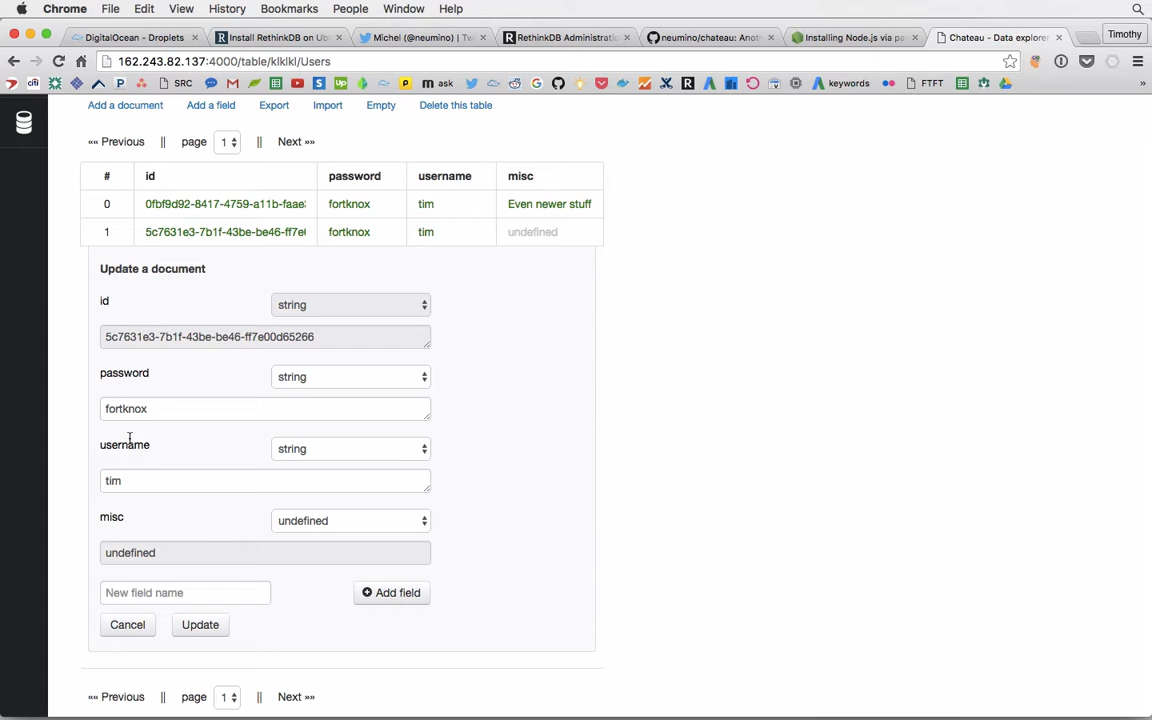 Chrome File Edit View History Bookmarks People Window Help
DigitalOcean - Droplets × Install RethinkDB on Ub × Michel (@neumino) | Tw × RethinkDB Administratio × neumino/chateau: Anot × Installing Node.js via pa × Chateau - Data explorer × Timothy
162.243.82.137:4000/table/klklkl/Users
citi SRC Up P m ask G R keywords FTFT »
Add a document Add a field Export Import Empty Delete this table
«« Previous || page 1 || Next »»
# id password username misc
0 0fbf9d92-8417-4759-a11b-faae: fortknox tim Even newer stuff
1 5c7631e3-7b1f-43be-be46-ff7e( fortknox tim undefined
Update a document
id string
5c7631e3-7b1f-43be-be46-ff7e00d65266
password string
fortknox
username string
tim
misc undefined
undefined
New field name Add field
Cancel Update
«« Previous || page 1 || Next »»